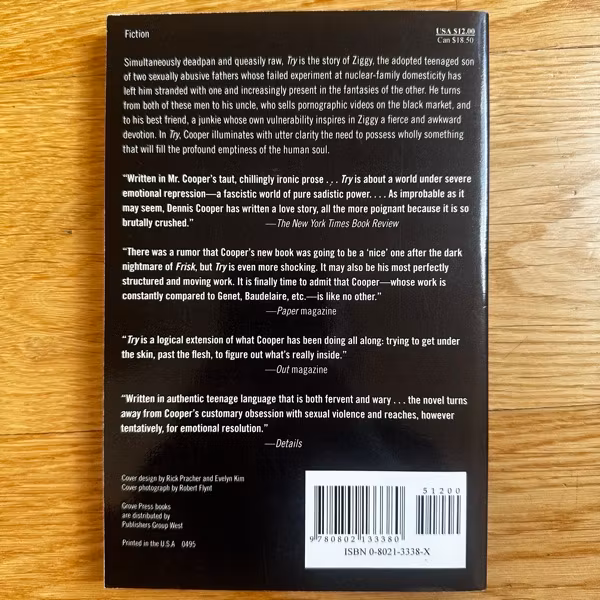 Fiction
USA $12.00
Can $18.50
Simultaneously deadpan and queasily raw, Try is the story of Ziggy, the adopted teenaged son
of two sexually abusive fathers whose failed experiment at nuclear-family domesticity has
left him stranded with one and increasingly present in the fantasies of the other. He turns
from both of these men to his uncle, who sells pornographic videos on the black market, and
to his best friend, a junkie whose own vulnerability inspires in Ziggy a fierce and awkward
devotion. In Try, Cooper illuminates with utter clarity the need to possess wholly something
that will fill the profound emptiness of the human soul.
"Written in Mr. Cooper's taut, chillingly ironic prose . . . Try is about a world under severe
emotional repression—a fascistic world of pure sadistic power. . . . As improbable as it
may seem, Dennis Cooper has written a love story, all the more poignant because it is so
brutally crushed." —The New York Times Book Review
"There was a rumor that Cooper's new book was going to be a 'nice' one after the dark
nightmare of Frisk, but Try is even more shocking. It may also be his most perfectly
structured and moving work. It is finally time to admit that Cooper—whose work is
constantly compared to Genet, Baudelaire, etc.—is like no other."
—Paper magazine
"Try is a logical extension of what Cooper has been doing all along: trying to get under
the skin, past the flesh, to figure out what's really inside."
—Out magazine
"Written in authentic teenage language that is both fervent and wary . . . the novel turns
away from Cooper's customary obsession with sexual violence and reaches, however
tentatively, for emotional resolution."
—Details
Cover design by Rick Pracher and Evelyn Kim
Cover photograph by Robert Flynt
Grove Press books
are distributed by
Publishers Group West
Printed in the U.S.A 0495
51200
9 780802 133380
ISBN 0-8021-3338-X